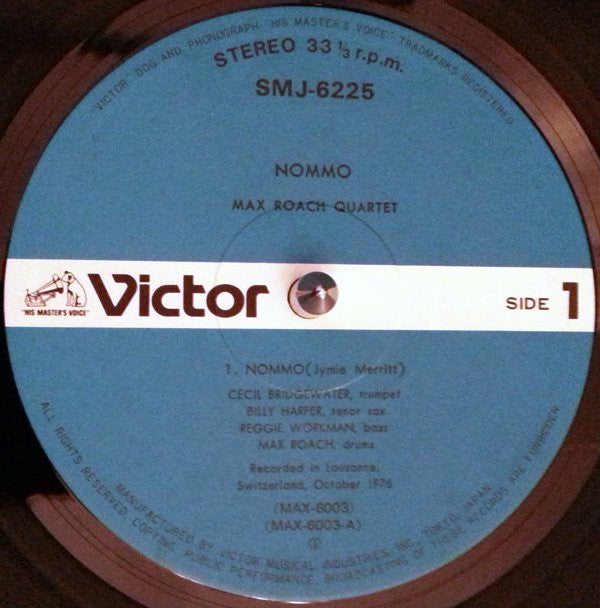 "VICTOR" DOG AND PHONOGRAPH "HIS MASTER'S VOICE" TRADMARKS REGISTERED
STEREO 33 1/3 r.p.m.
SMJ-6225
NOMMO
MAX ROACH QUARTET
"HIS MASTER'S VOICE"
Victor
SIDE 1
1. NOMMO (Jymie Merritt)
CECIL BRIDGEWATER, trumpet
BILLY HARPER, tenor sax
REGGIE WORKMAN, bass
MAX ROACH, drums
Recorded in Lausanne,
Switzerland, October 1976
(MAX-6003)
(MAX-6003-A)
Ⓟ
MANUFACTURED BY VICTOR MUSICAL INDUSTRIES, INC., TOKYO, JAPAN
ALL RIGHTS RESERVED. COPYING, PUBLIC PERFORMANCE, BROADCASTING OF THESE RECORDS ARE FORBIDDEN